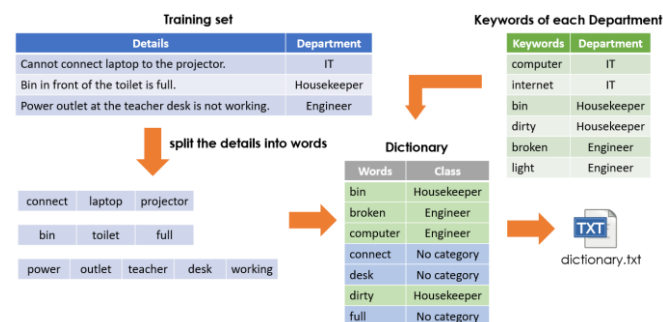 Training set
Details Department
Cannot connect laptop to the projector. IT
Bin in front of the toilet is full. Housekeeper
Power outlet at the teacher desk is not working. Engineer
Keywords of each Department
Keywords Department
computer IT
internet IT
bin Housekeeper
dirty Housekeeper
broken Engineer
light Engineer
split the details into words
connect laptop projector
bin toilet full
power outlet teacher desk working
Dictionary
Words Class
bin Housekeeper
broken Engineer
computer Engineer
connect No category
desk No category
dirty Housekeeper
full No category
TXT
dictionary.txt